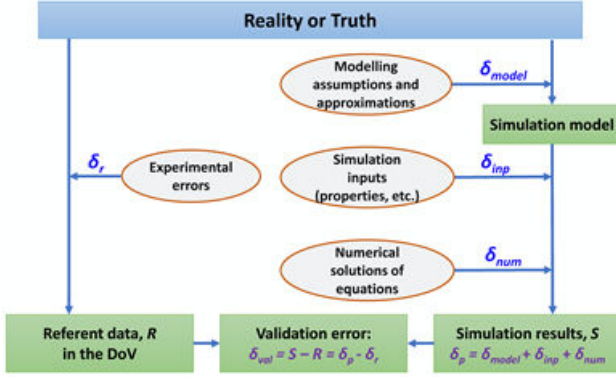 Reality or Truth
Modelling
assumptions and
approximations
δmodel
Simulation model
δr
Experimental
errors
Simulation
inputs
(properties, etc.)
δinp
Numerical
solutions of
equations
δnum
Referent data, R
in the DoV
Validation error:
δval = S – R = δp - δr
Simulation results, S
δp = δmodel + δinp + δnum